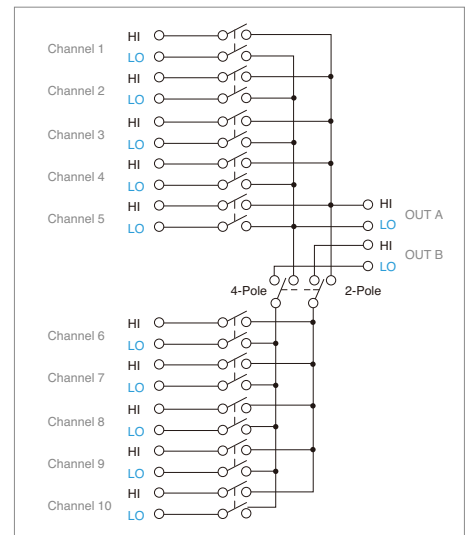 Channel 1 HI
LO
Channel 2 HI
LO
Channel 3 HI
LO
Channel 4 HI
LO
Channel 5 HI
LO
HI
LO
OUT A
HI
LO
OUT B
4-Pole
2-Pole
Channel 6 HI
LO
Channel 7 HI
LO
Channel 8 HI
LO
Channel 9 HI
LO
Channel 10 HI
LO